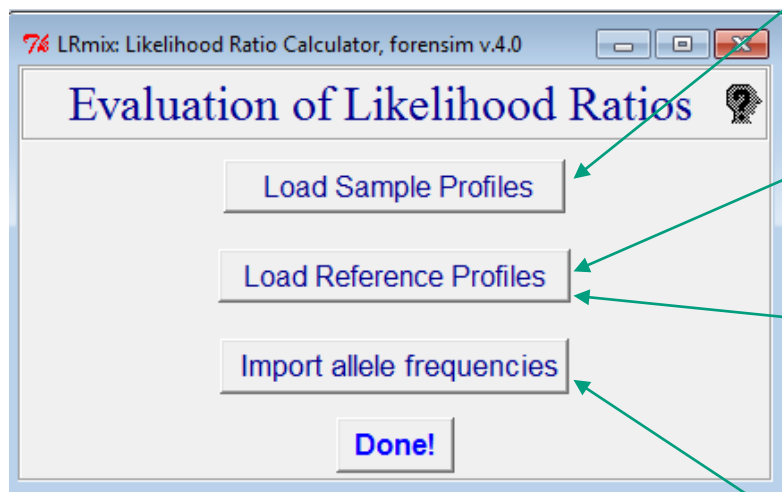 LRmix: Likelihood Ratio Calculator, forensim v.4.0
Evaluation of Likelihood Ratios
Load Sample Profiles
Load Reference Profiles
Import allele frequencies
Done!